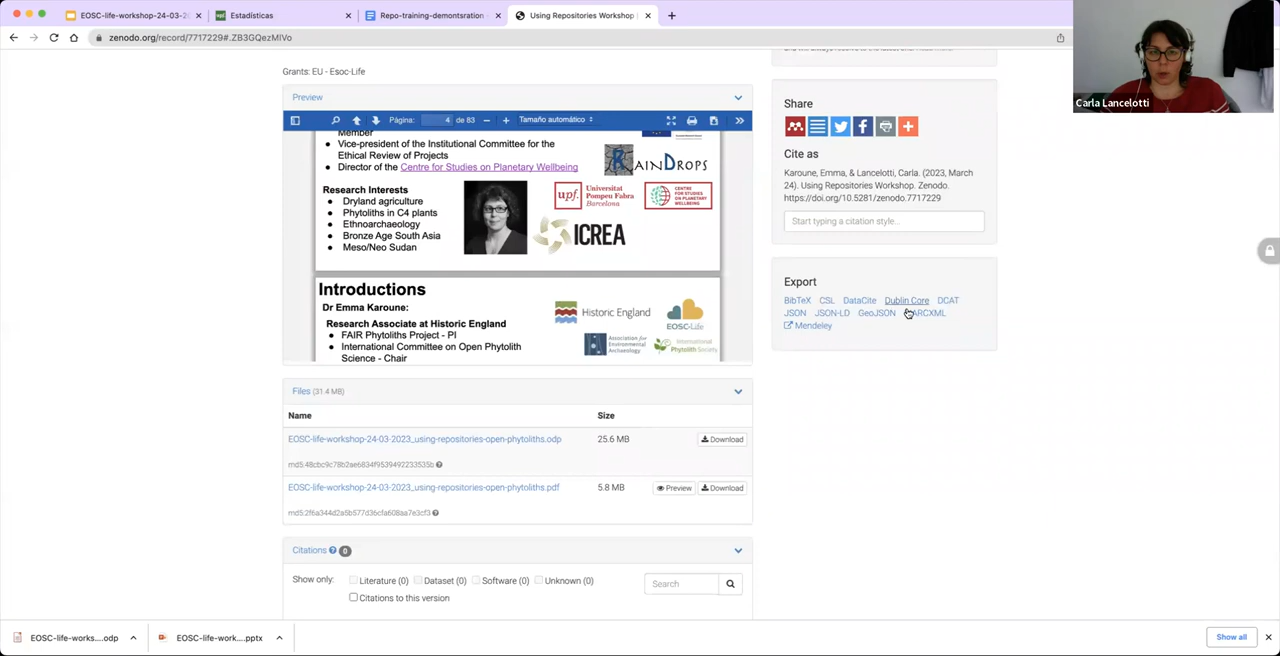 EOSC-life-workshop-24-03-2
Estadísticas
Repo-training-demontsration
Using Repositories Workshop
zenodo.org/record/7717229#.ZB3GQezMIVo
Carla Lancelotti
Grants: EU - Esoc-Life
Preview
Página: 4 de 83
Tamaño automático
Member
Vice-president of the Institutional Committee for the
Ethical Review of Projects
Director of the Centre for Studies on Planetary Wellbeing
RAINDROPS
Research Interests
Dryland agriculture
Phytoliths in C4 plants
Ethnoarchaeology
Bronze Age South Asia
Meso/Neo Sudan
upf. Universitat
Pompeu Fabra
Barcelona
CENTRE
FOR STUDIES
ON PLANETARY
WELLBEING
ICREA
Introductions
Dr Emma Karoune:
Research Associate at Historic England
FAIR Phytoliths Project - PI
International Committee on Open Phytolith
Science - Chair
Historic England
EOSC-Life
Association for
Environmental
Archaeology
International
Phytolith Society
Files (31.4 MB)
Name Size
EOSC-life-workshop-24-03-2023_using-repositories-open-phytoliths.odp 25.6 MB Download
md5:48cbc9c78b2ae6834f9539492233535b
EOSC-life-workshop-24-03-2023_using-repositories-open-phytoliths.pdf 5.8 MB Preview Download
md5:2f6a344d2a5b577d36cfa608aa7e3cf3
Citations 0
Show only: Literature (0) Dataset (0) Software (0) Unknown (0) Search
Citations to this version
Share
Cite as
Karoune, Emma, & Lancelotti, Carla. (2023, March
24). Using Repositories Workshop. Zenodo.
https://doi.org/10.5281/zenodo.7717229
Start typing a citation style..
Export
BibTeX CSL DataCite Dublin Core DCAT
JSON JSON-LD GeoJSON
Mendeley
EOSC-life-works....odp
EOSC-life-work....pptx
Show all